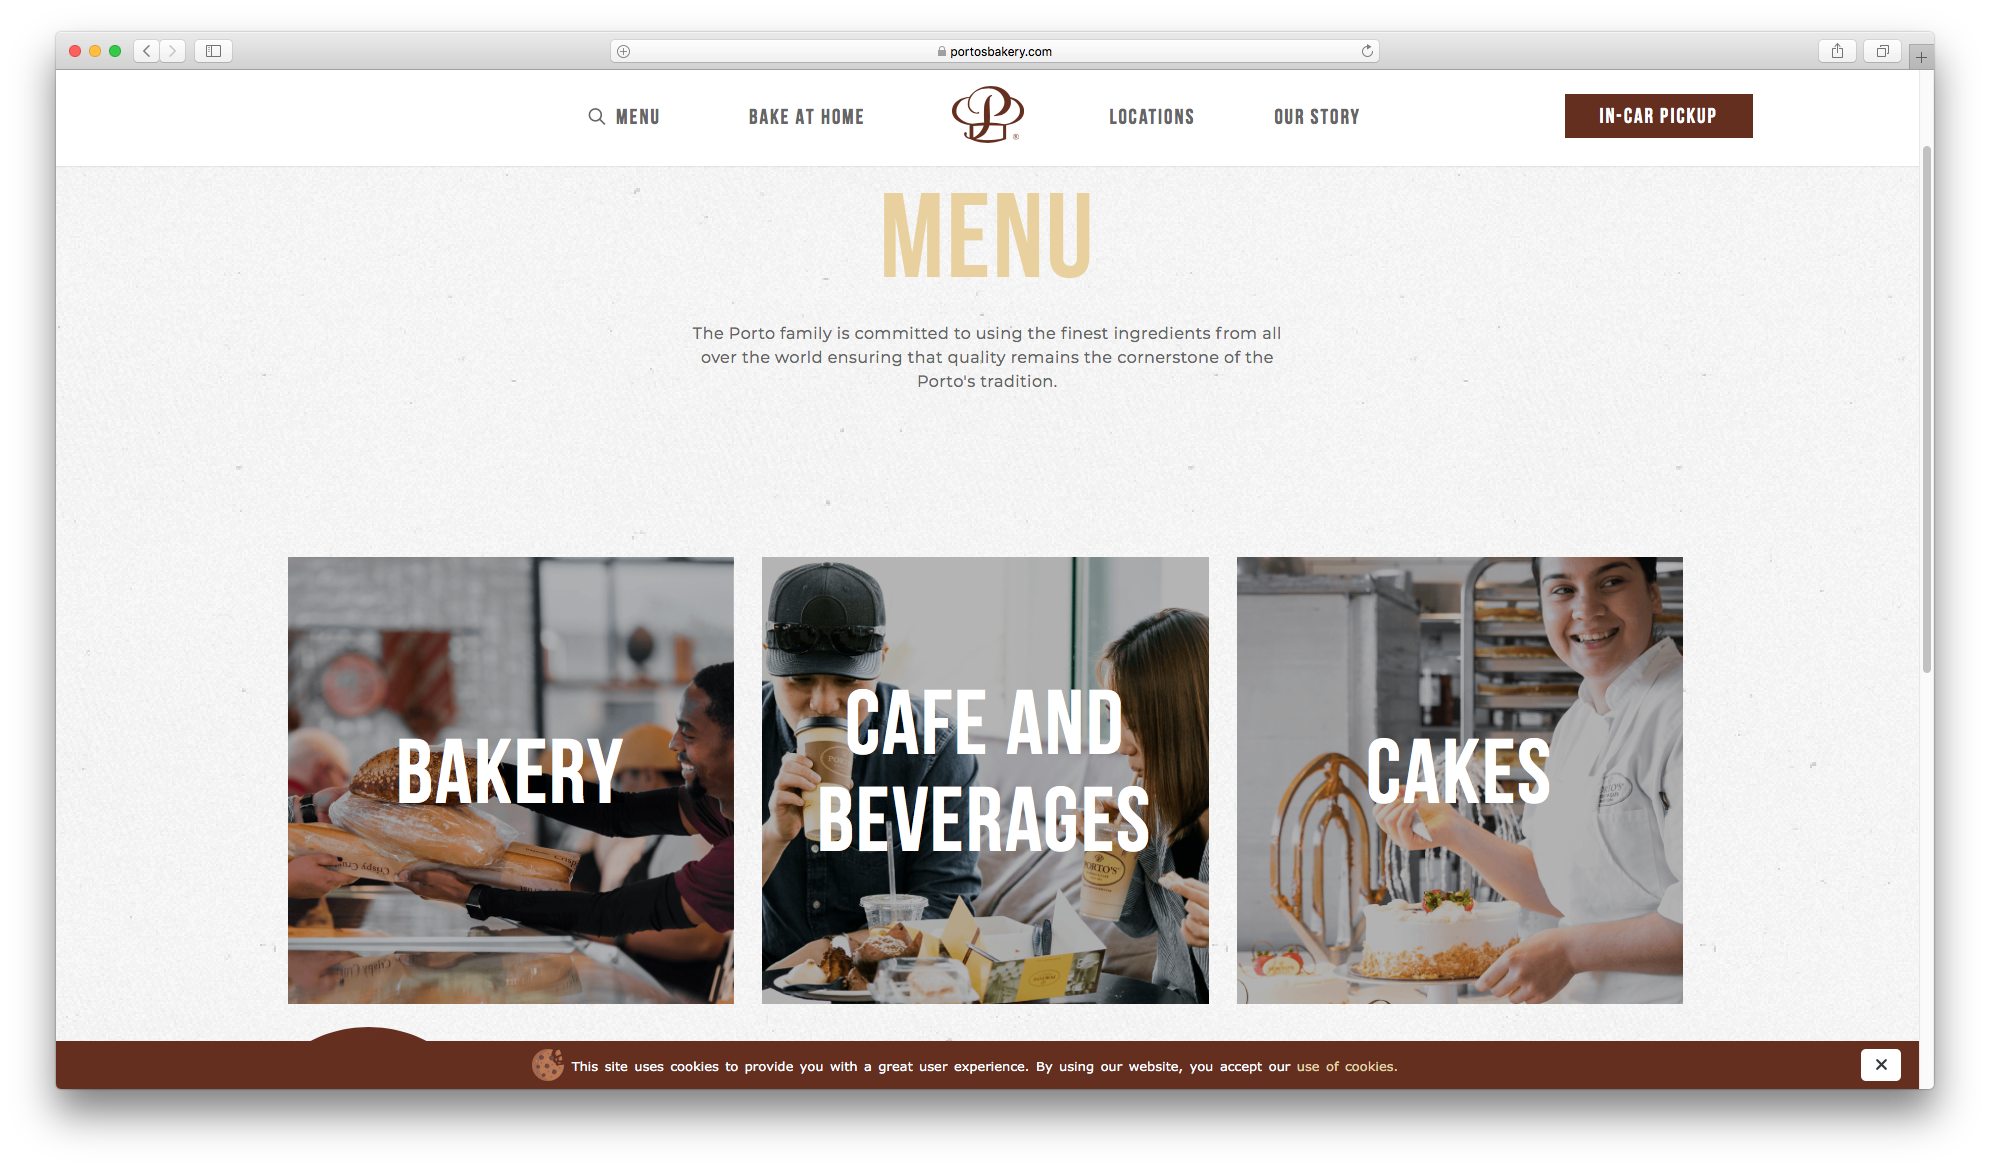 portosbakery.com
MENU
BAKE AT HOME
LOCATIONS
OUR STORY
IN-CAR PICKUP
MENU
The Porto family is committed to using the finest ingredients from all
over the world ensuring that quality remains the cornerstone of the
Porto's tradition.
BAKERY
CAFE AND
BEVERAGES
CAKES
PORTO'S
Crispy
This site uses cookies to provide you with a great user experience. By using our website, you accept our use of cookies.